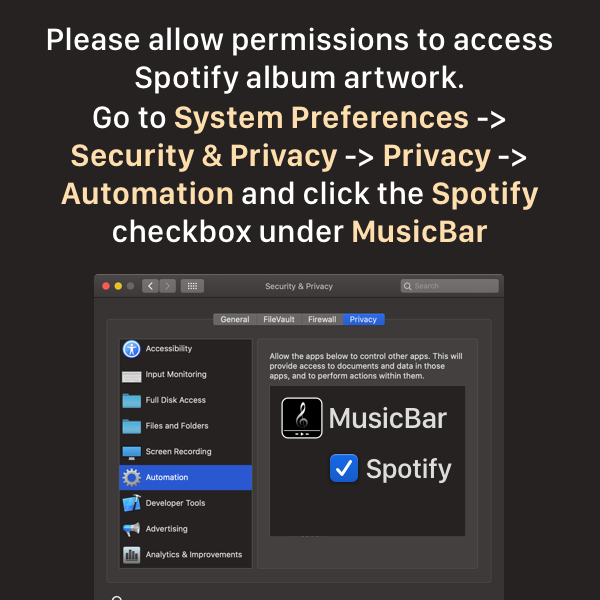 Please allow permissions to access
Spotify album artwork.
Go to System Preferences ->
Security & Privacy -> Privacy ->
Automation and click the Spotify
checkbox under MusicBar
Security & Privacy
Search
General FileVault Firewall Privacy
Accessibility
Input Monitoring
Full Disk Access
Files and Folders
Screen Recording
Automation
Developer Tools
Advertising
Analytics & Improvements
Allow the apps below to control other apps. This will
provide access to documents and data in those
apps, and to perform actions within them.
MusicBar
Spotify